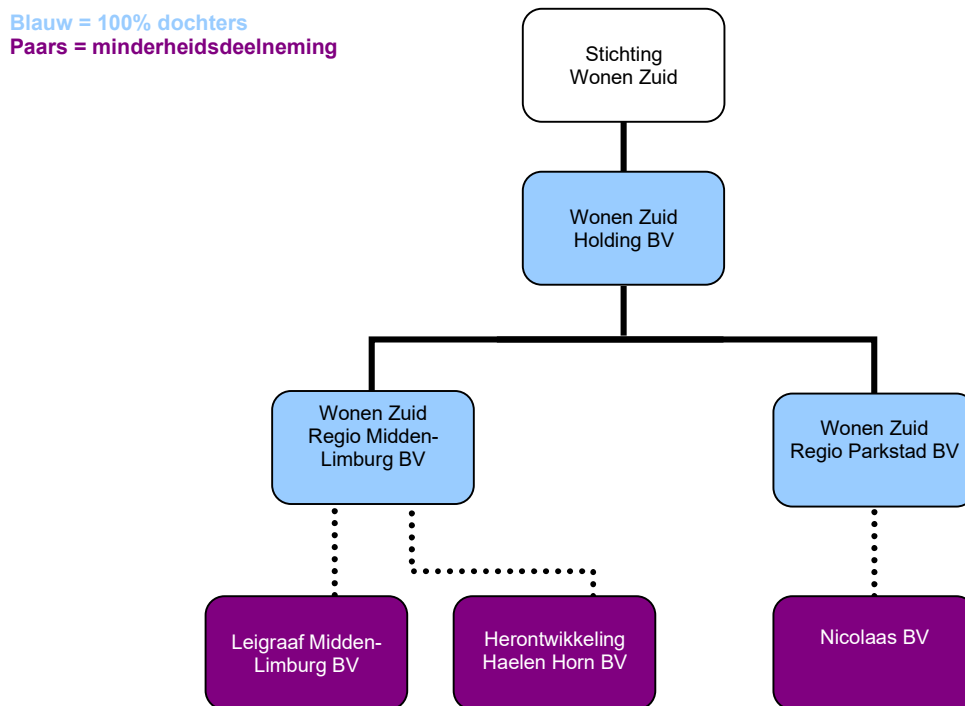 Blauw = 100% dochters
Paars = minderheidsdeelneming
Stichting
Wonen Zuid
Wonen Zuid
Holding BV
Wonen Zuid
Regio Midden-
Limburg BV
Wonen Zuid
Regio Parkstad BV
Leigraaf Midden-
Limburg BV
Herontwikkeling
Haelen Horn BV
Nicolaas BV